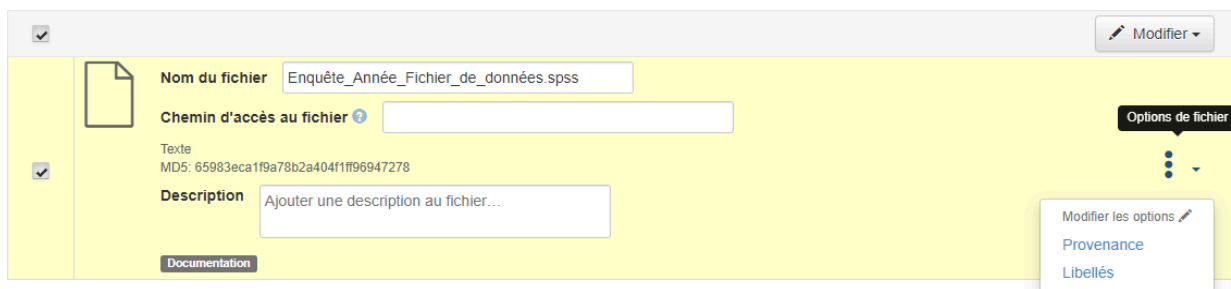 Modifier
Nom du fichier Enquête_Année_Fichier_de_données.spss
Chemin d'accès au fichier ?
Options de fichier
Texte
MD5: 65983eca1f9a78b2a404f1ff96947278
Description Ajouter une description au fichier…
Modifier les options
Provenance
Documentation
Libellés